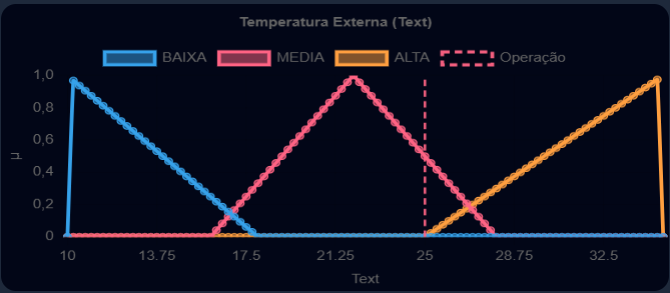 Temperatura Externa (Text)
BAIXA MEDIA ALTA Operação
1,0
0,8
0,6
μ
0,4
0,2
0
10 13.75 17.5 21.25 25 28.75 32.5
Text